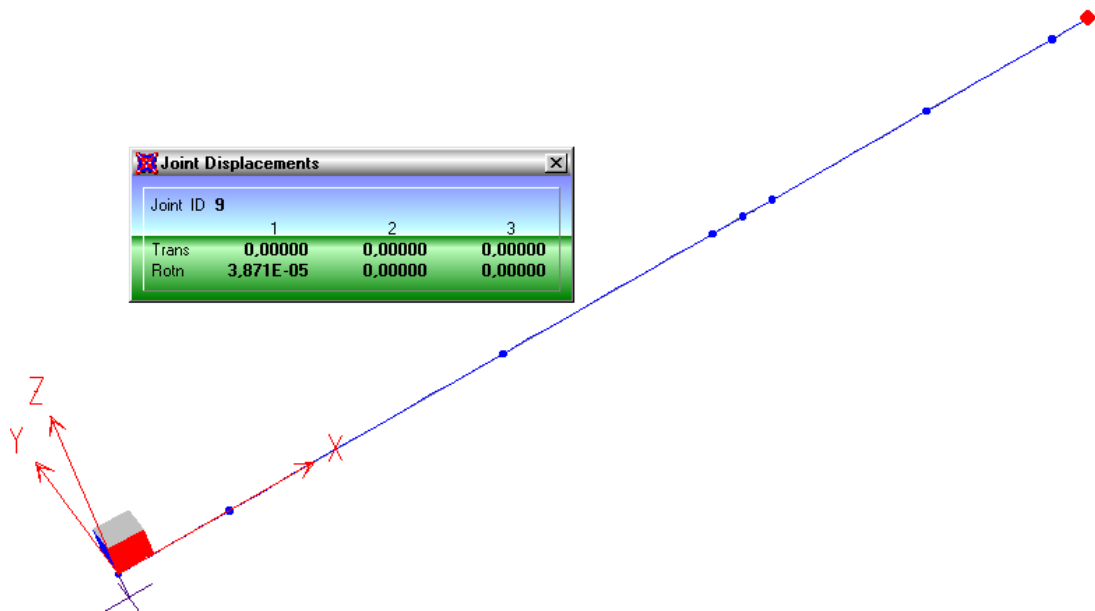 Joint Displacements
Joint ID 9
1 2 3
Trans 0,00000 0,00000 0,00000
Rotn 3,871E-05 0,00000 0,00000
Z
Y
X